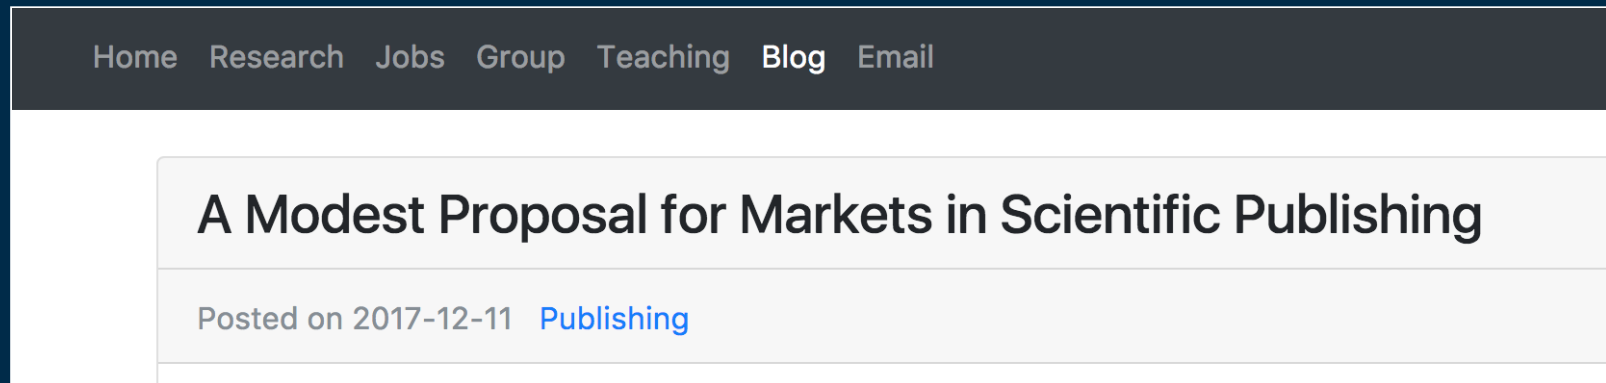 Home Research Jobs Group Teaching Blog Email
A Modest Proposal for Markets in Scientific Publishing
Posted on 2017-12-11 Publishing